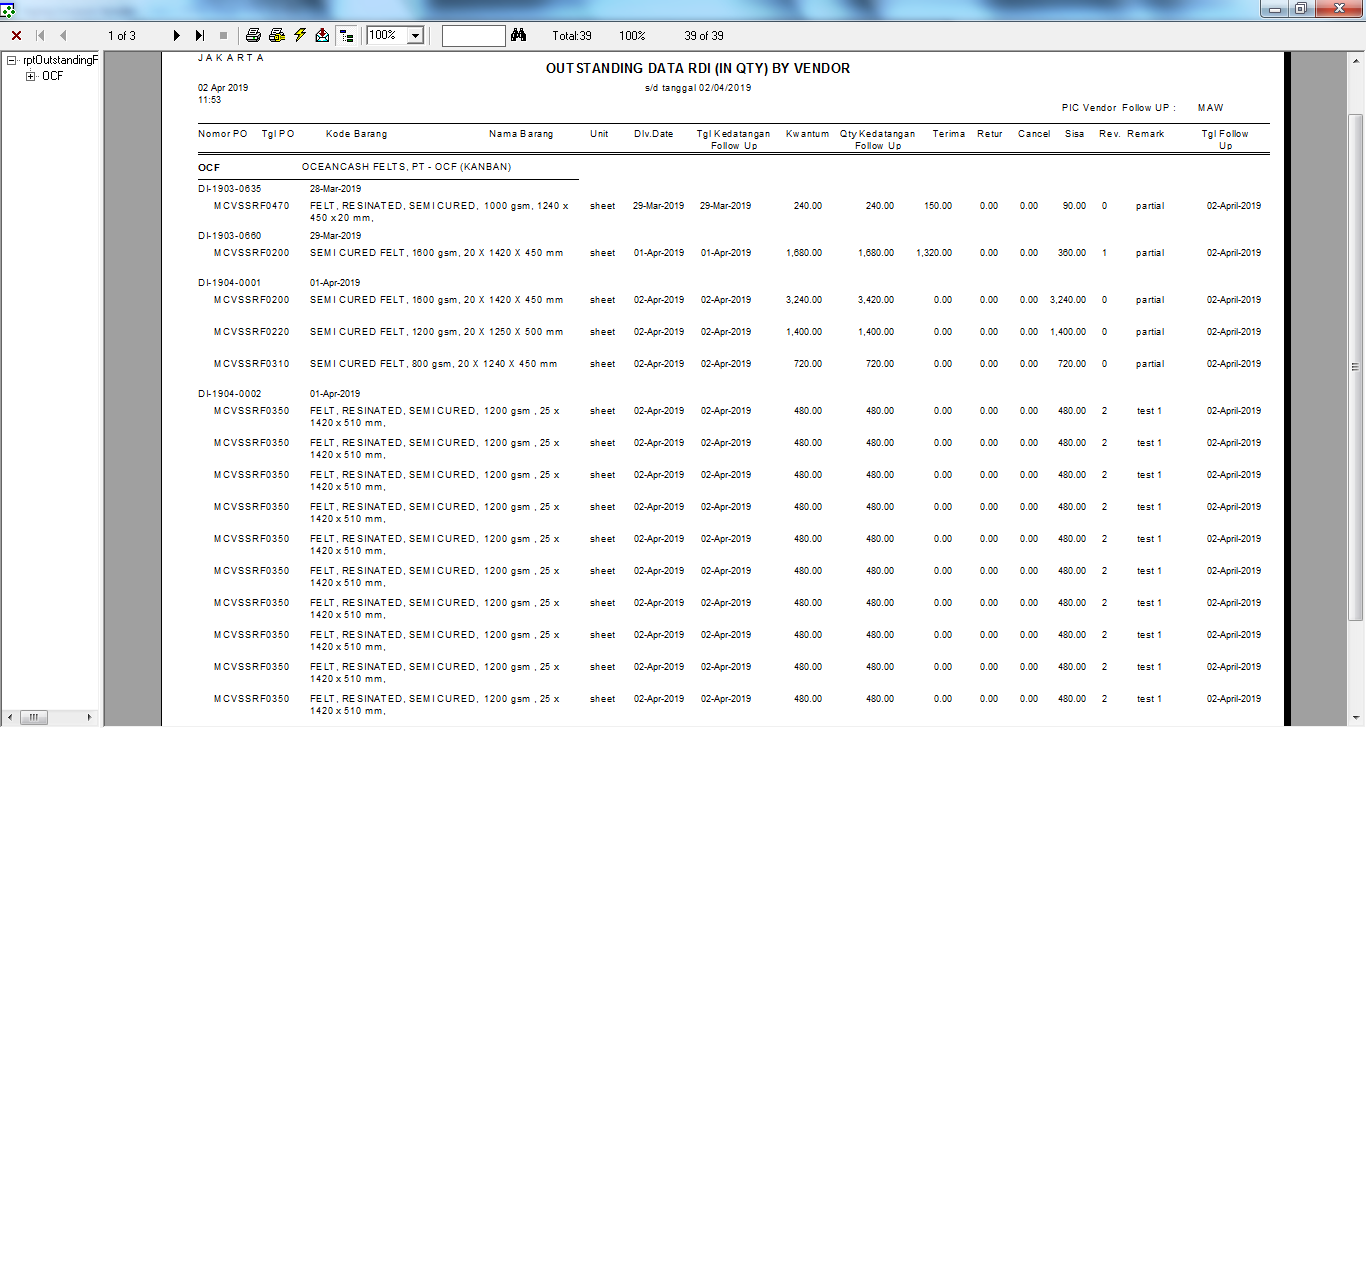 1 of 3 100% Total:39 100% 39 of 39
rptOutstandingF
OCF
JAKARTA
OUTSTANDING DATA RDI (IN QTY) BY VENDOR
02 Apr 2019 s/d tanggal 02/04/2019
11:53
PIC Vendor Follow UP : MAW
Nomor PO Tgl PO Kode Barang Nama Barang Unit Dlv.Date Tgl Kedatangan Kwantum Qty Kedatangan Terima Retur Cancel Sisa Rev. Remark Tgl Follow
Follow Up Follow Up Up
OCF OCEANCASH FELTS, PT - OCF (KANBAN)
DI-1903-0635 28-Mar-2019
MCVSSRF0470 FELT, RESINATED, SEMICURED, 1000 gsm, 1240 x sheet 29-Mar-2019 29-Mar-2019 240.00 240.00 150.00 0.00 0.00 90.00 0 partial 02-April-2019
450 x 20 mm,
DI-1903-0660 29-Mar-2019
MCVSSRF0200 SEMICURED FELT, 1600 gsm, 20 X 1420 X 450 mm sheet 01-Apr-2019 01-Apr-2019 1,680.00 1,680.00 1,320.00 0.00 0.00 360.00 1 partial 02-April-2019
DI-1904-0001 01-Apr-2019
MCVSSRF0200 SEMICURED FELT, 1600 gsm, 20 X 1420 X 450 mm sheet 02-Apr-2019 02-Apr-2019 3,240.00 3,420.00 0.00 0.00 0.00 3,240.00 0 partial 02-April-2019
MCVSSRF0220 SEMICURED FELT, 1200 gsm, 20 X 1250 X 500 mm sheet 02-Apr-2019 02-Apr-2019 1,400.00 1,400.00 0.00 0.00 0.00 1,400.00 0 partial 02-April-2019
MCVSSRF0310 SEMICURED FELT, 800 gsm, 20 X 1240 X 450 mm sheet 02-Apr-2019 02-Apr-2019 720.00 720.00 0.00 0.00 0.00 720.00 0 partial 02-April-2019
DI-1904-0002 01-Apr-2019
MCVSSRF0350 FELT, RESINATED, SEMICURED, 1200 gsm , 25 x sheet 02-Apr-2019 02-Apr-2019 480.00 480.00 0.00 0.00 0.00 480.00 2 test 1 02-April-2019
1420 x 510 mm,
MCVSSRF0350 FELT, RESINATED, SEMICURED, 1200 gsm , 25 x sheet 02-Apr-2019 02-Apr-2019 480.00 480.00 0.00 0.00 0.00 480.00 2 test 1 02-April-2019
1420 x 510 mm,
MCVSSRF0350 FELT, RESINATED, SEMICURED, 1200 gsm , 25 x sheet 02-Apr-2019 02-Apr-2019 480.00 480.00 0.00 0.00 0.00 480.00 2 test 1 02-April-2019
1420 x 510 mm,
MCVSSRF0350 FELT, RESINATED, SEMICURED, 1200 gsm , 25 x sheet 02-Apr-2019 02-Apr-2019 480.00 480.00 0.00 0.00 0.00 480.00 2 test 1 02-April-2019
1420 x 510 mm,
MCVSSRF0350 FELT, RESINATED, SEMICURED, 1200 gsm , 25 x sheet 02-Apr-2019 02-Apr-2019 480.00 480.00 0.00 0.00 0.00 480.00 2 test 1 02-April-2019
1420 x 510 mm,
MCVSSRF0350 FELT, RESINATED, SEMICURED, 1200 gsm , 25 x sheet 02-Apr-2019 02-Apr-2019 480.00 480.00 0.00 0.00 0.00 480.00 2 test 1 02-April-2019
1420 x 510 mm,
MCVSSRF0350 FELT, RESINATED, SEMICURED, 1200 gsm , 25 x sheet 02-Apr-2019 02-Apr-2019 480.00 480.00 0.00 0.00 0.00 480.00 2 test 1 02-April-2019
1420 x 510 mm,
MCVSSRF0350 FELT, RESINATED, SEMICURED, 1200 gsm , 25 x sheet 02-Apr-2019 02-Apr-2019 480.00 480.00 0.00 0.00 0.00 480.00 2 test 1 02-April-2019
1420 x 510 mm,
MCVSSRF0350 FELT, RESINATED, SEMICURED, 1200 gsm , 25 x sheet 02-Apr-2019 02-Apr-2019 480.00 480.00 0.00 0.00 0.00 480.00 2 test 1 02-April-2019
1420 x 510 mm,
MCVSSRF0350 FELT, RESINATED, SEMICURED, 1200 gsm , 25 x sheet 02-Apr-2019 02-Apr-2019 480.00 480.00 0.00 0.00 0.00 480.00 2 test 1 02-April-2019
1420 x 510 mm,